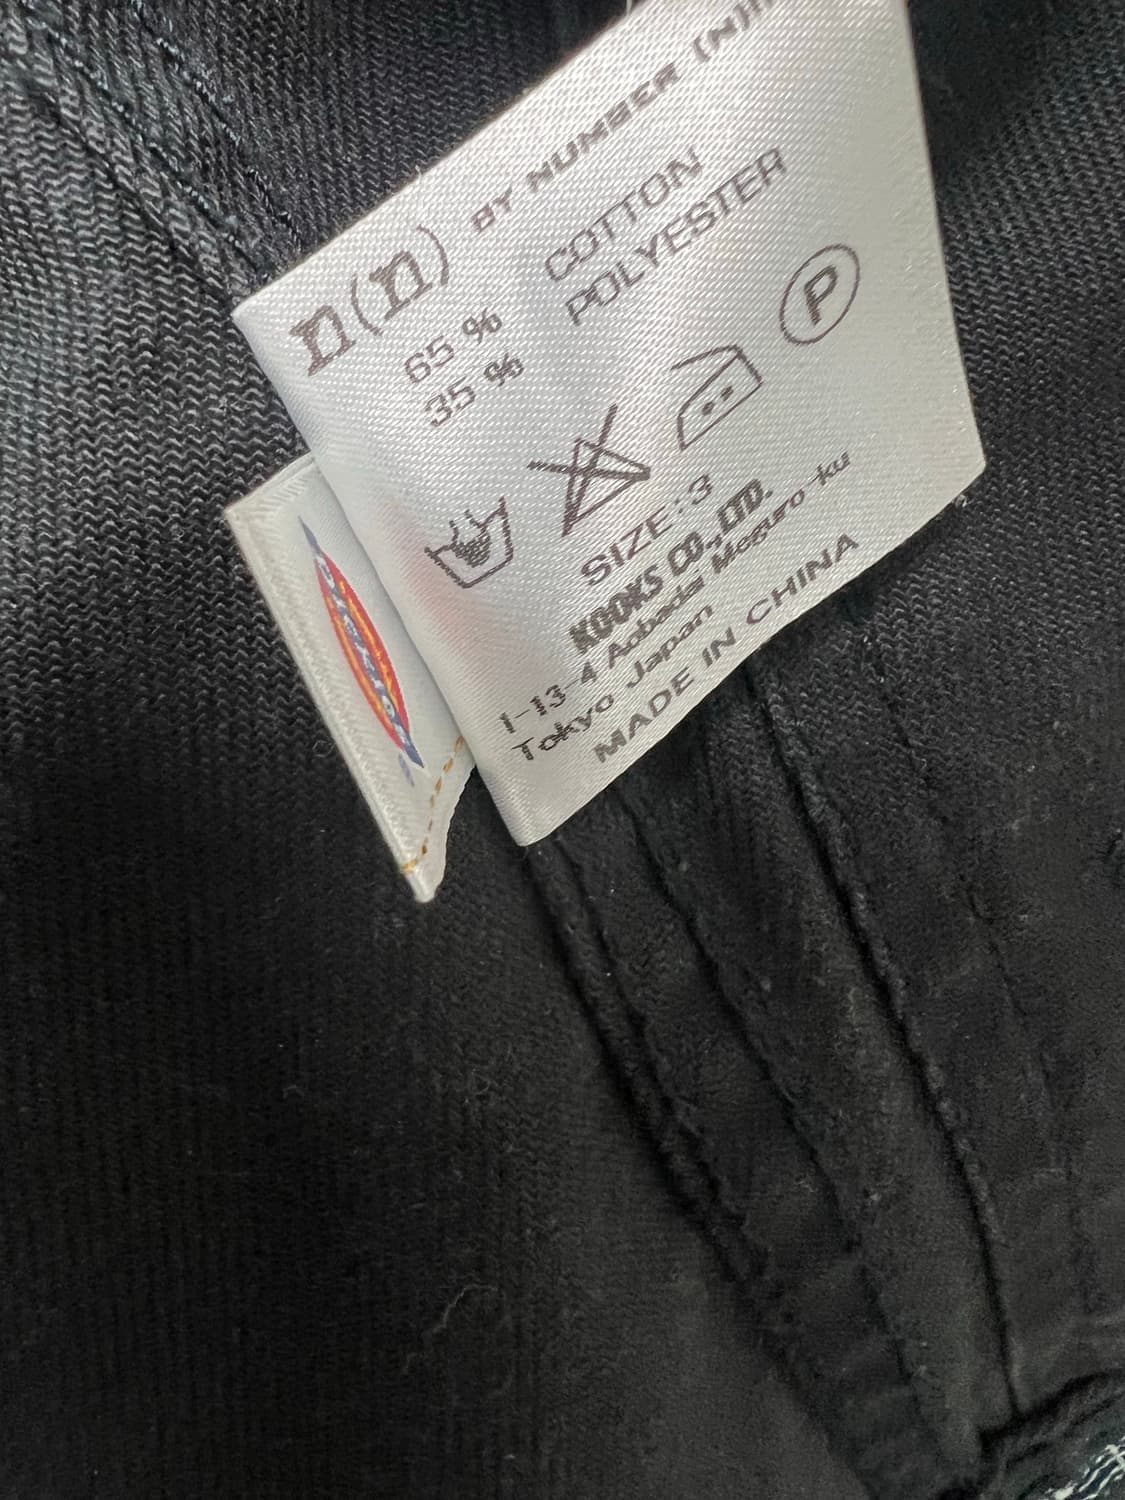 n(n) BY NUMBER (N)I
65 % COTTON
35 % POLYESTER
P
SIZE : 3
KOOKS CO., LTD.
1-13-4 Aobadai Meguro-ku
Tokyo Japan
MADE IN CHINA
Dickies